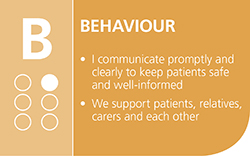 B
BEHAVIOUR
• I communicate promptly and
clearly to keep patients safe
and well-informed
• We support patients, relatives,
carers and each other